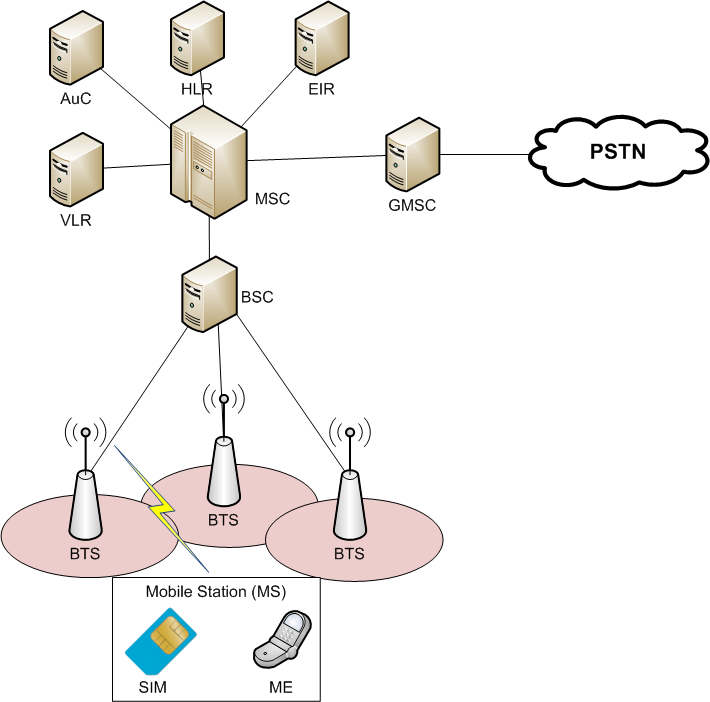 AuC
HLR
EIR
PSTN
VLR
MSC
GMSC
BSC
BTS
BTS
BTS
Mobile Station (MS)
SIM
ME